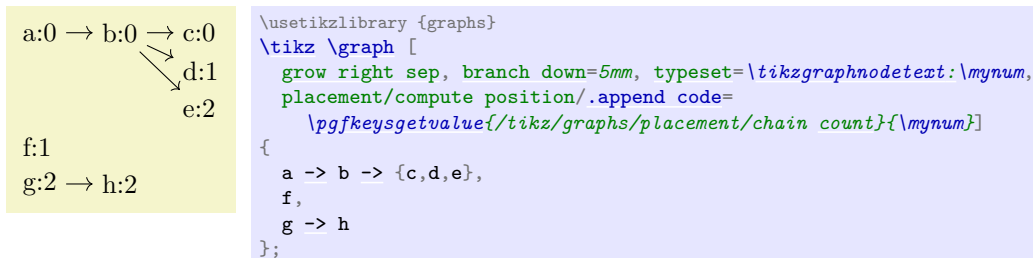 a:0 → b:0 → c:0
d:1
e:2
f:1
g:2 → h:2
\usetikzlibrary {graphs}
\tikz \graph [
  grow right sep, branch down=5mm, typeset=\tikzgraphnodetext:\mynum,
  placement/compute position/.append code=
    \pgfkeysgetvalue{/tikz/graphs/placement/chain count}{\mynum}]
{
  a -> b -> {c,d,e},
  f,
  g -> h
};